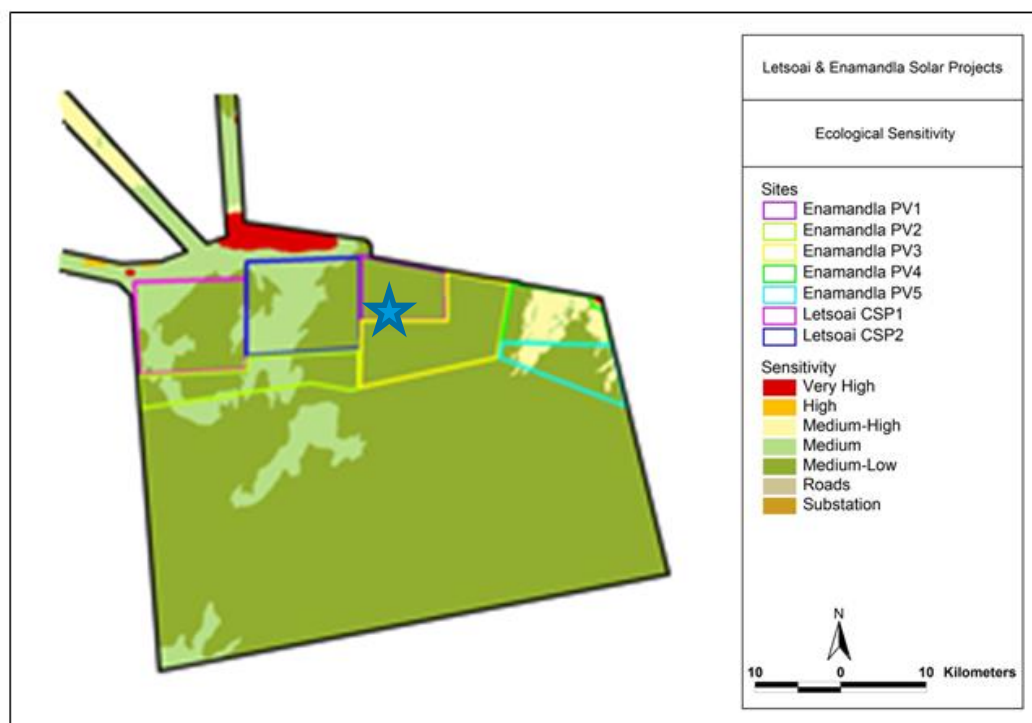 Letsoai & Enamandla Solar Projects
Ecological Sensitivity
Sites
Enamandla PV1
Enamandla PV2
Enamandla PV3
Enamandla PV4
Enamandla PV5
Letsoai CSP1
Letsoai CSP2
Sensitivity
Very High
High
Medium-High
Medium
Medium-Low
Roads
Substation
N
10 0 10 Kilometers